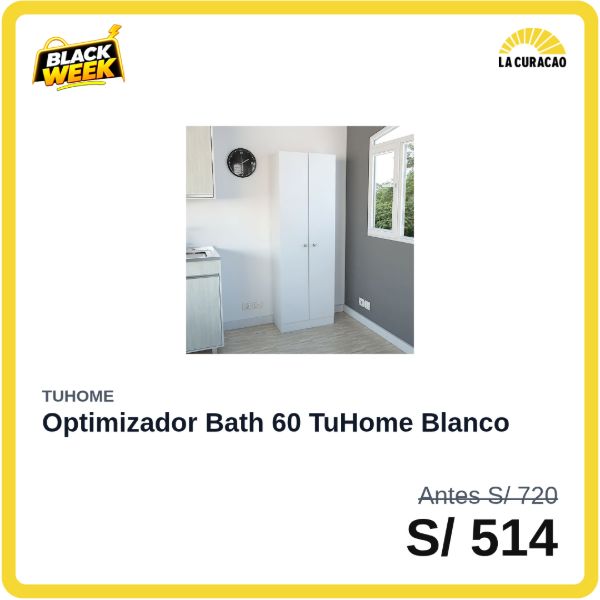 BLACK
WEEK
LA CURACAO
TUHOME
Optimizador Bath 60 TuHome Blanco
Antes S/ 720
S/ 514